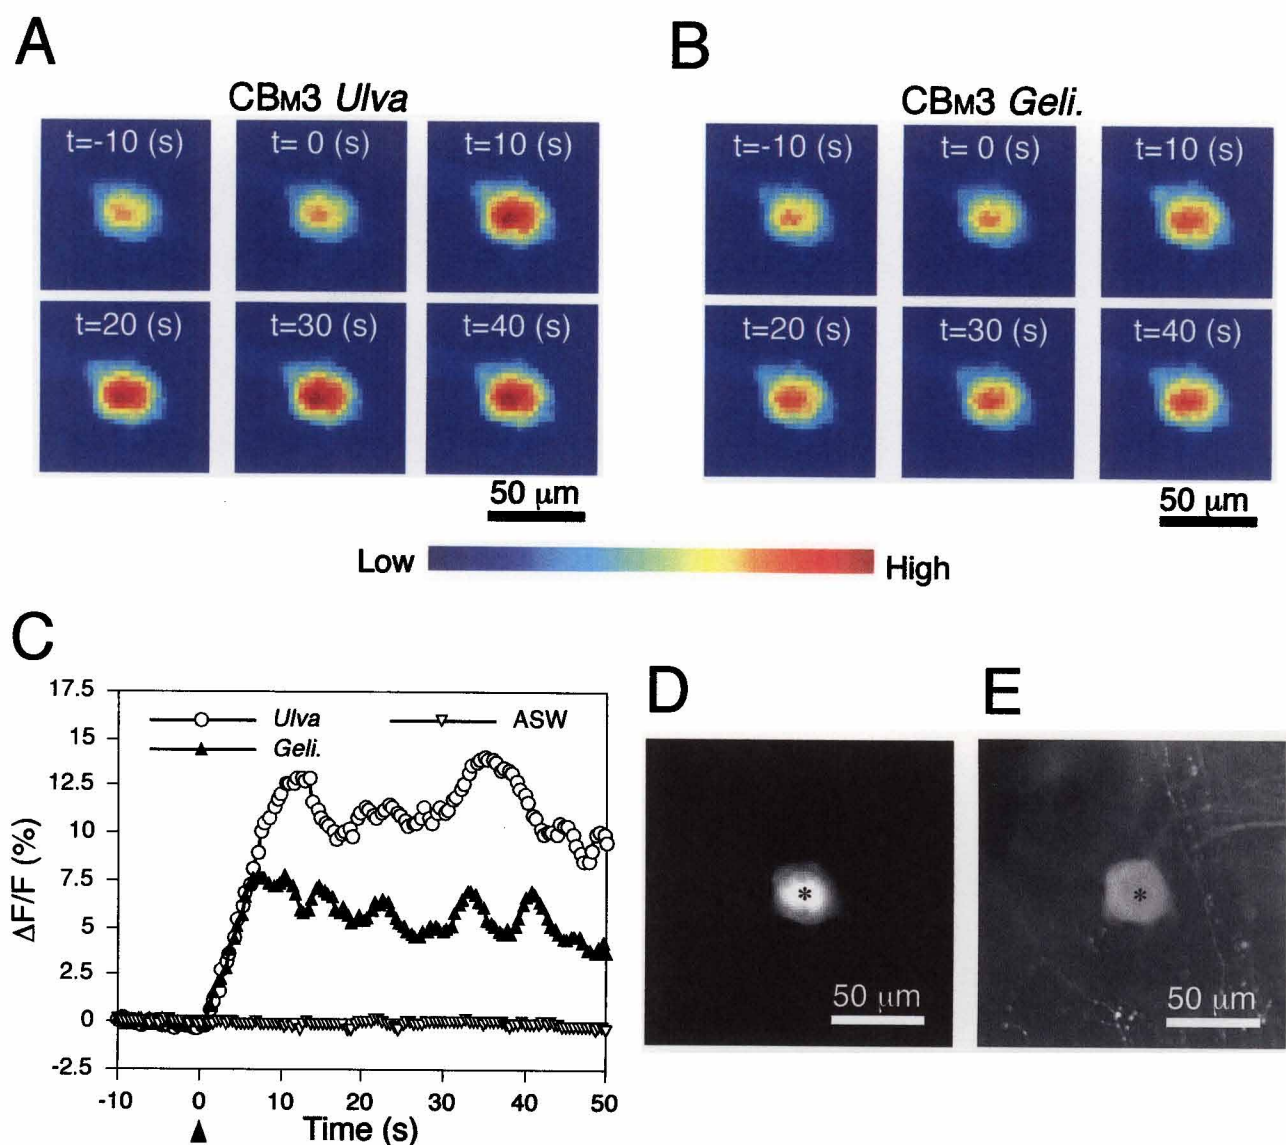 A
B
CBM3 Ulva
CBM3 Geli.
t=-10 (s)
t= 0 (s)
t=10 (s)
t=20 (s)
t=30 (s)
t=40 (s)
50 μm
t=-10 (s)
t= 0 (s)
t=10 (s)
t=20 (s)
t=30 (s)
t=40 (s)
50 μm
Low
High
C
17.5
15
12.5
10
7.5
5
2.5
0
-2.5
ΔF/F (%)
Ulva
Geli.
ASW
-10
0
10
20
30
40
50
Time (s)
D
*
50 μm
E
*
50 μm